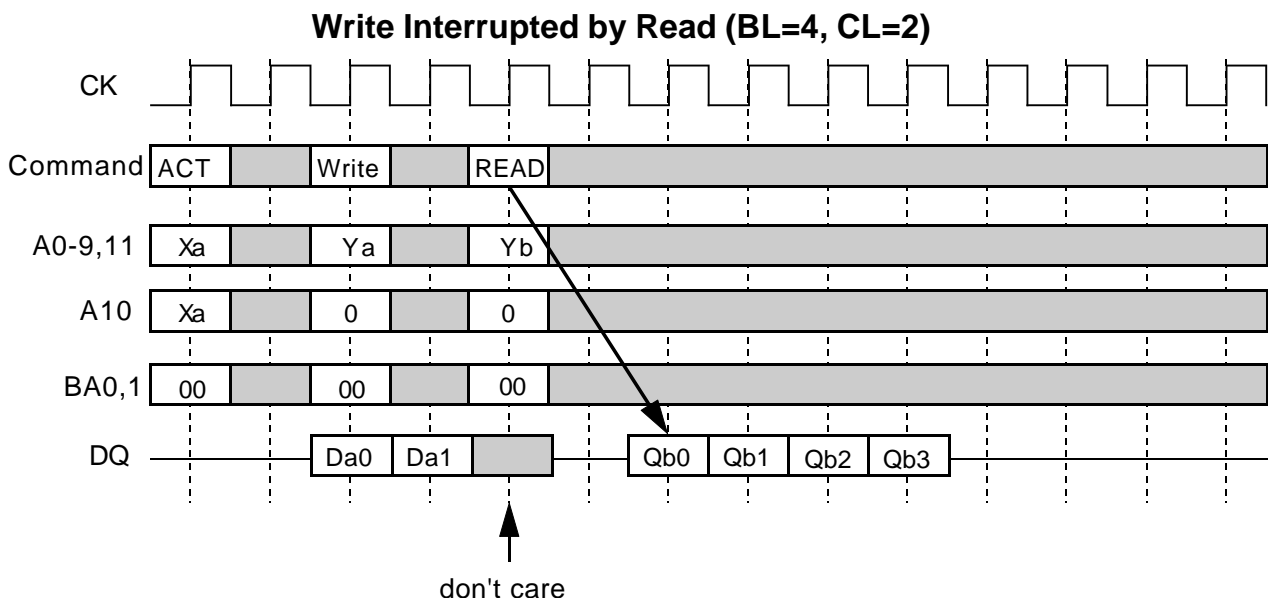 Write Interrupted by Read (BL=4, CL=2)
CK
Command ACT Write READ
A0-9,11 Xa Ya Yb
A10 Xa 0 0
BA0,1 00 00 00
DQ Da0 Da1 Qb0 Qb1 Qb2 Qb3
don't care